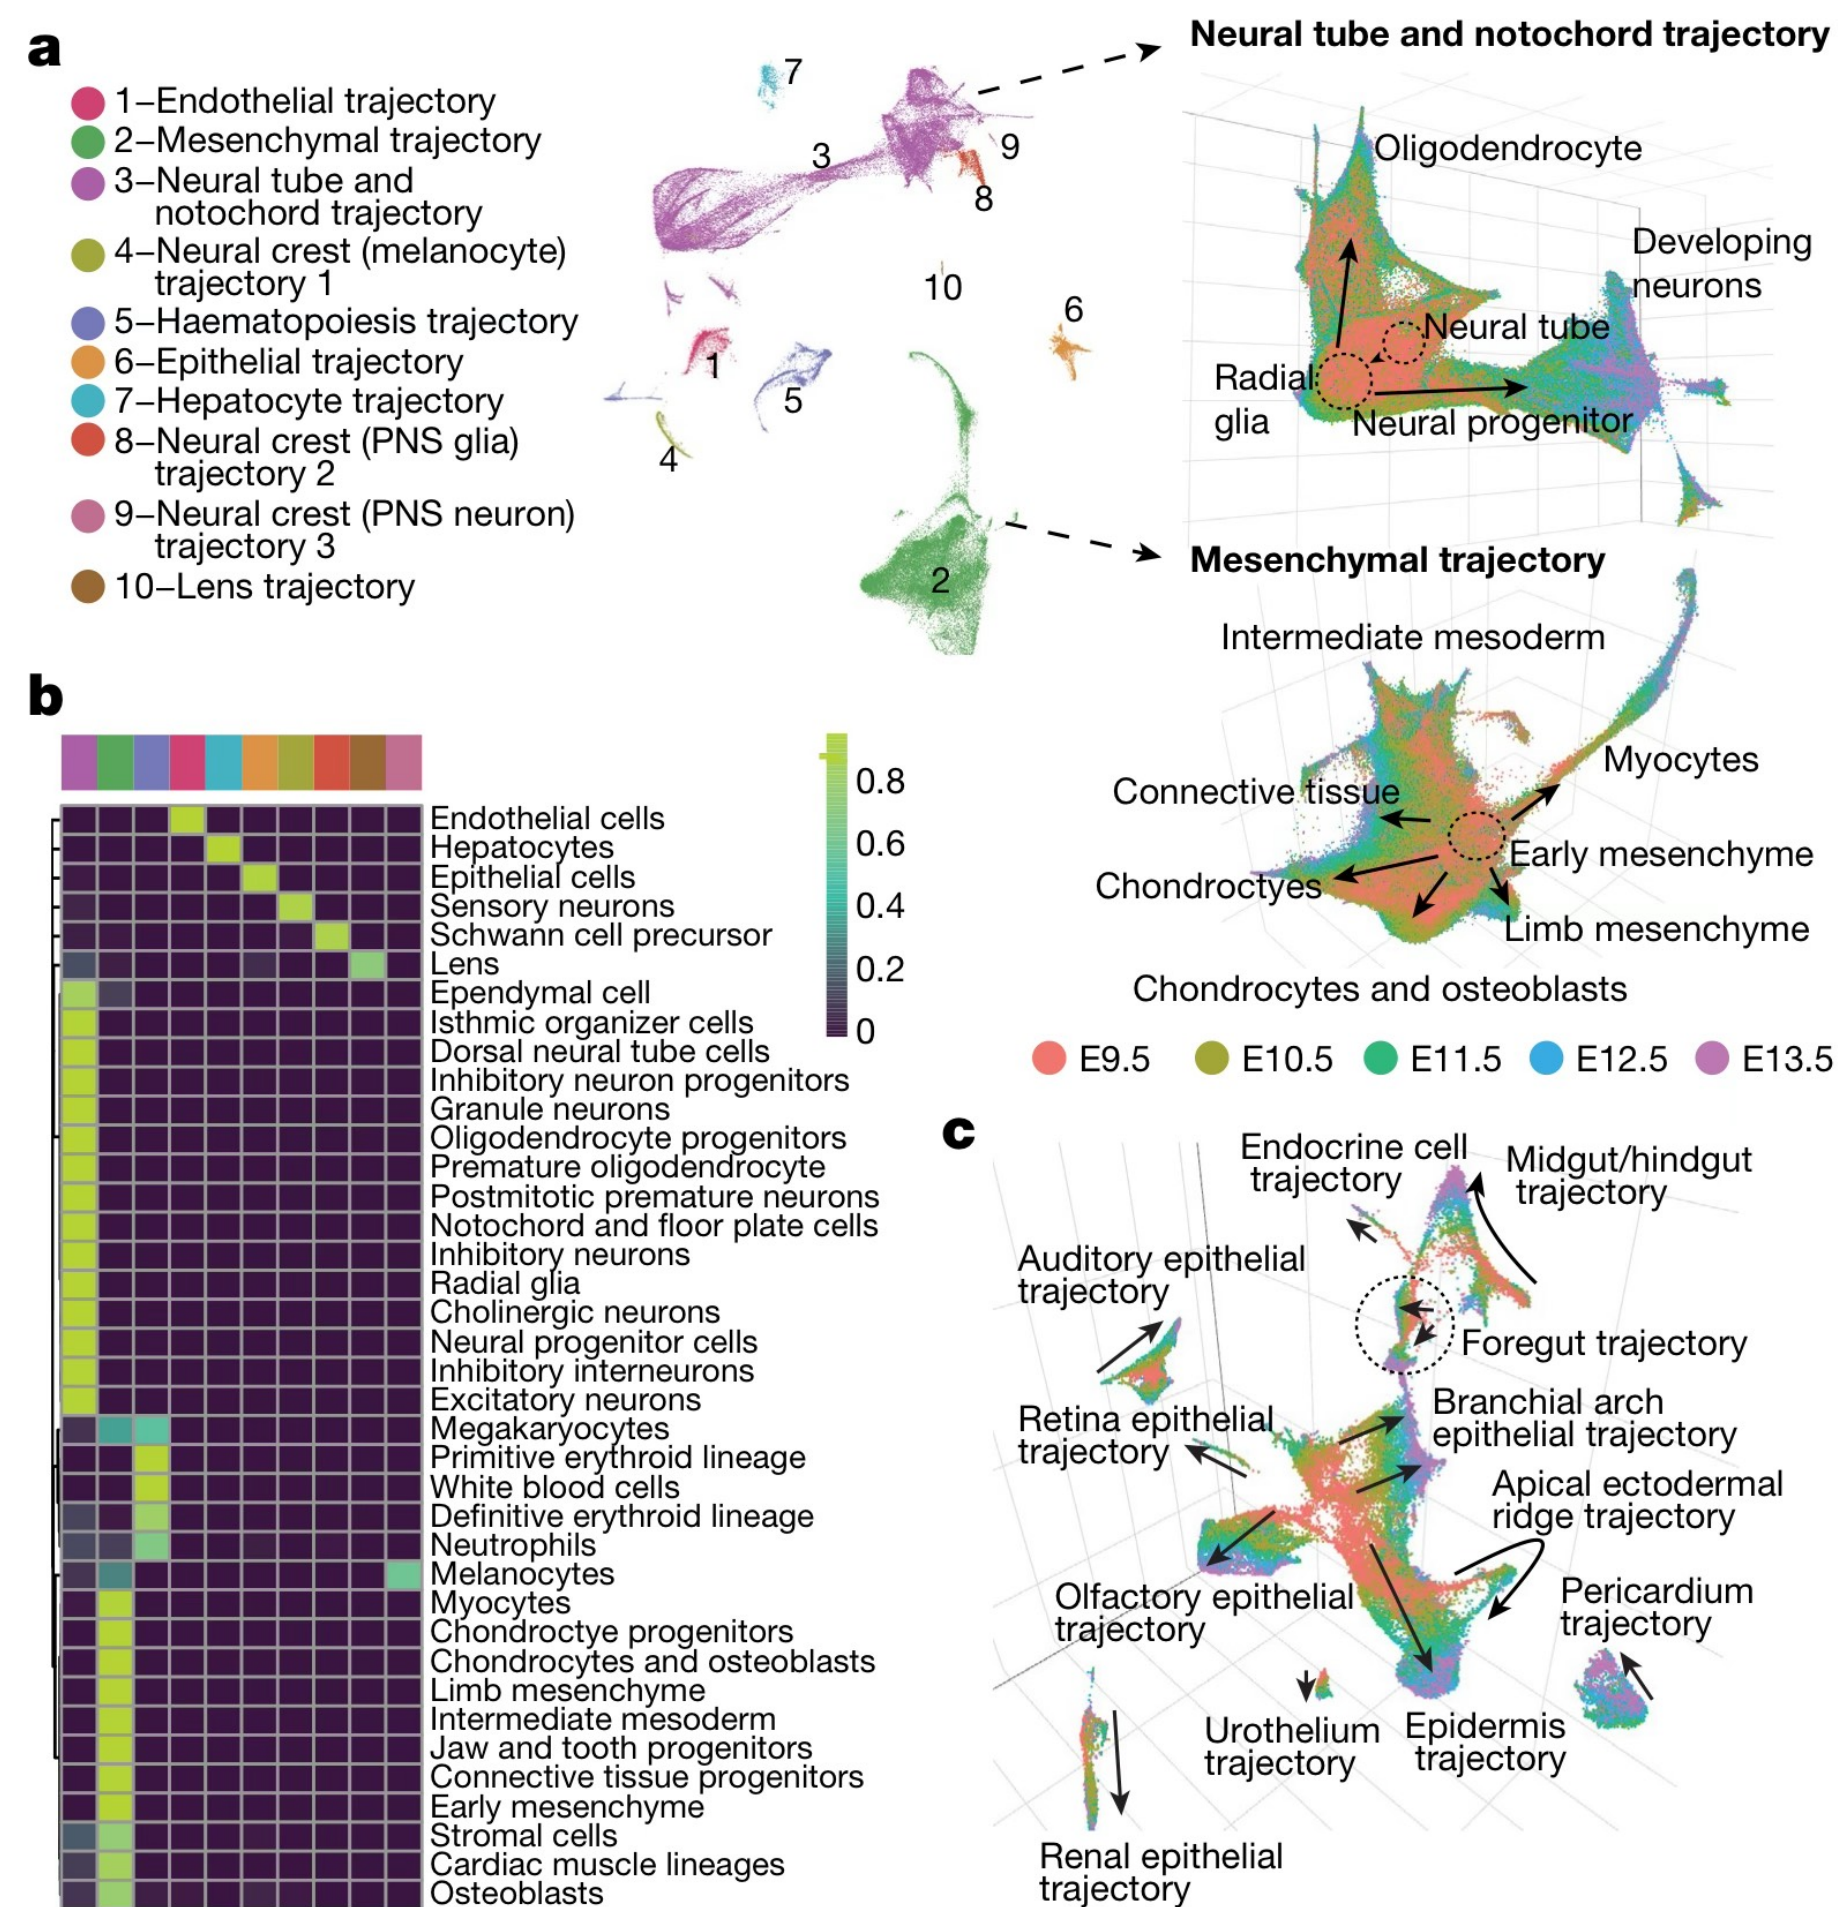 a
1–Endothelial trajectory
2–Mesenchymal trajectory
3–Neural tube and
notochord trajectory
4–Neural crest (melanocyte)
trajectory 1
5–Haematopoiesis trajectory
6–Epithelial trajectory
7–Hepatocyte trajectory
8–Neural crest (PNS glia)
trajectory 2
9–Neural crest (PNS neuron)
trajectory 3
10–Lens trajectory
7
3
9
8
10
6
1
5
4
2
Neural tube and notochord trajectory
Oligodendrocyte
Developing
neurons
Neural tube
Radial
glia
Neural progenitor
Mesenchymal trajectory
Intermediate mesoderm
Myocytes
Connective tissue
Early mesenchyme
Chondroctyes
Limb mesenchyme
Chondrocytes and osteoblasts
E9.5
E10.5
E11.5
E12.5
E13.5
b
0.8
0.6
0.4
0.2
0
Endothelial cells
Hepatocytes
Epithelial cells
Sensory neurons
Schwann cell precursor
Lens
Ependymal cell
Isthmic organizer cells
Dorsal neural tube cells
Inhibitory neuron progenitors
Granule neurons
Oligodendrocyte progenitors
Premature oligodendrocyte
Postmitotic premature neurons
Notochord and floor plate cells
Inhibitory neurons
Radial glia
Cholinergic neurons
Neural progenitor cells
Inhibitory interneurons
Excitatory neurons
Megakaryocytes
Primitive erythroid lineage
White blood cells
Definitive erythroid lineage
Neutrophils
Melanocytes
Myocytes
Chondroctye progenitors
Chondrocytes and osteoblasts
Limb mesenchyme
Intermediate mesoderm
Jaw and tooth progenitors
Connective tissue progenitors
Early mesenchyme
Stromal cells
Cardiac muscle lineages
Osteoblasts
c
Endocrine cell
trajectory
Midgut/hindgut
trajectory
Auditory epithelial
trajectory
Foregut trajectory
Retina epithelial
trajectory
Branchial arch
epithelial trajectory
Apical ectodermal
ridge trajectory
Olfactory epithelial
trajectory
Pericardium
trajectory
Urothelium
trajectory
Epidermis
trajectory
Renal epithelial
trajectory